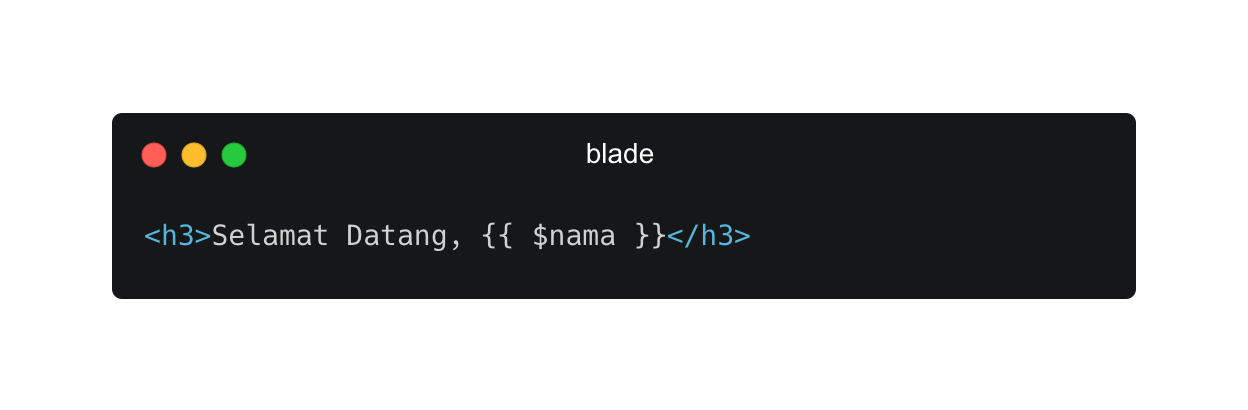 blade
<h3>Selamat Datang, {{ $nama }}</h3>